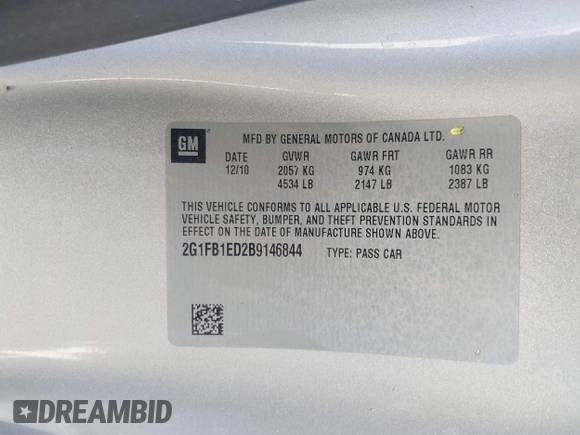 GM MFD BY GENERAL MOTORS OF CANADA LTD.
DATE GVWR GAWR FRT GAWR RR
12/10 2057 KG 974 KG 1083 KG
4534 LB 2147 LB 2387 LB
THIS VEHICLE CONFORMS TO ALL APPLICABLE U.S. FEDERAL MOTOR
VEHICLE SAFETY, BUMPER, AND THEFT PREVENTION STANDARDS IN
EFFECT ON THE DATE OF MANUFACTURE SHOWN ABOVE.
2G1FB1ED2B9146844 TYPE: PASS CAR
DREAMBID